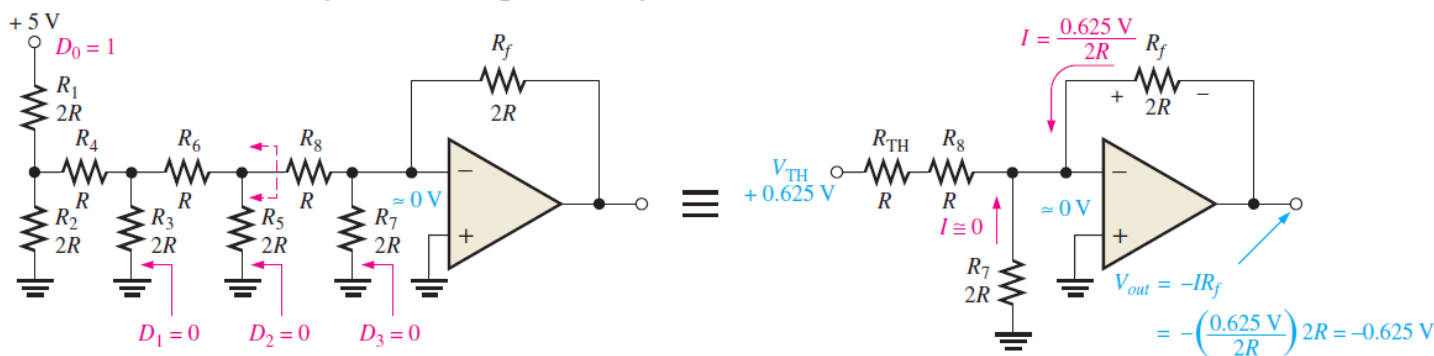 + 5 V
D0 = 1
R1
2R
R4
R
R6
R
R8
R
Rf
2R
R2
2R
R3
2R
R5
2R
R7
2R
≈ 0 V
−
+
D1 = 0
D2 = 0
D3 = 0
≡
I = 0.625 V / 2R
Rf
+ 2R −
VTH
+ 0.625 V
RTH
R
R8
R
I ≅ 0
R7
2R
≈ 0 V
−
+
Vout = −IRf
= −(0.625 V / 2R) 2R = −0.625 V